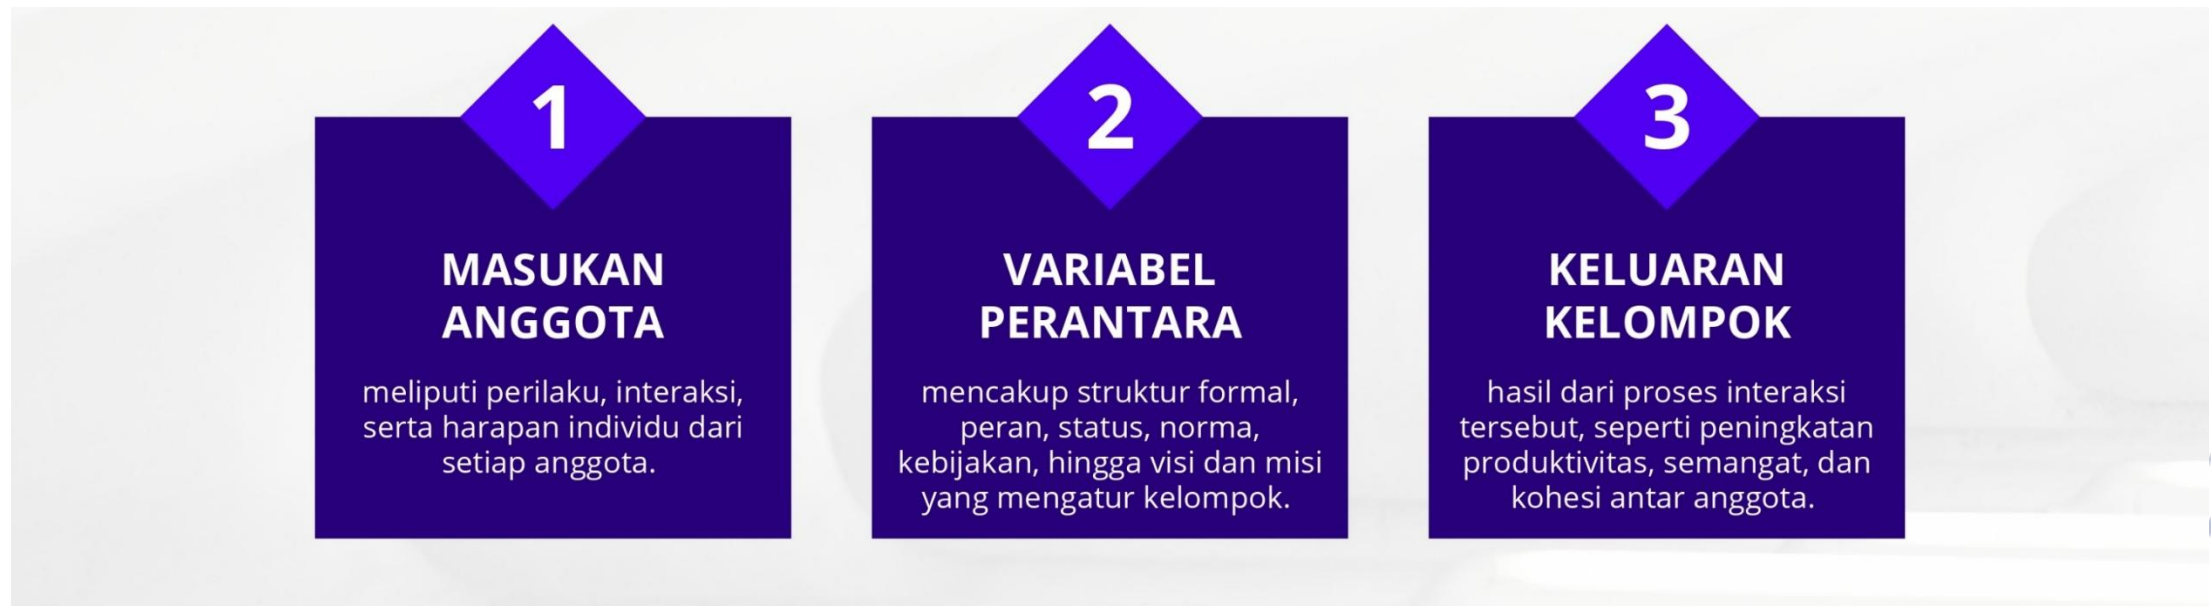 1
MASUKAN
ANGGOTA
meliputi perilaku, interaksi,
serta harapan individu dari
setiap anggota.
2
VARIABEL
PERANTARA
mencakup struktur formal,
peran, status, norma,
kebijakan, hingga visi dan misi
yang mengatur kelompok.
3
KELUARAN
KELOMPOK
hasil dari proses interaksi
tersebut, seperti peningkatan
produktivitas, semangat, dan
kohesi antar anggota.